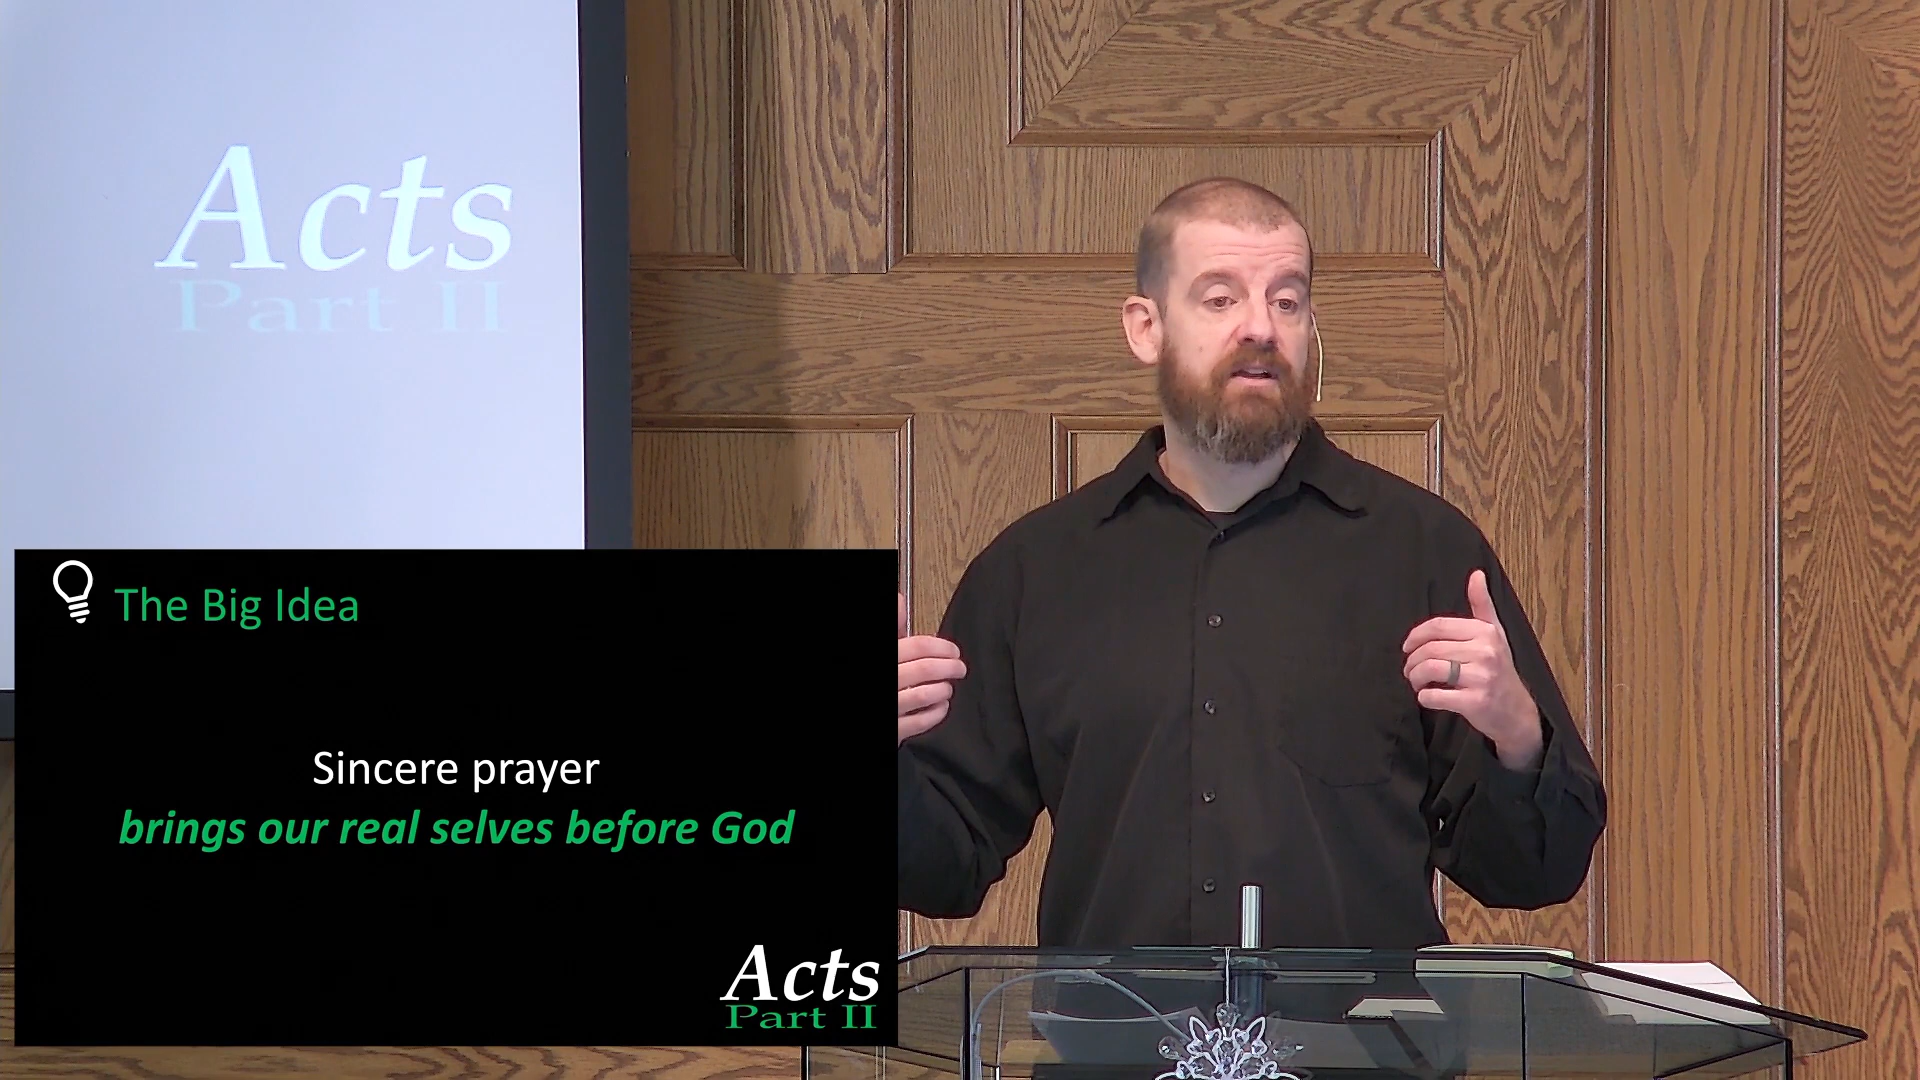 Acts
Part II
The Big Idea
Sincere prayer
brings our real selves before God
Acts
Part II